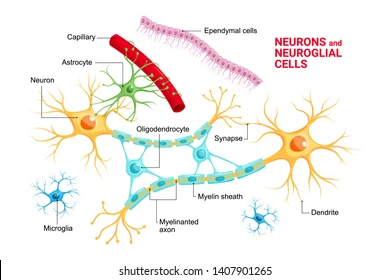 Ependymal cells
NEURONS and
NEUROGLIAL
CELLS
Capillary
Astrocyte
Neuron
Oligodendrocyte
Synapse
Myelin sheath
Dendrite
Microglia
Myelinanted
axon
shutterstock.com · 1407901265